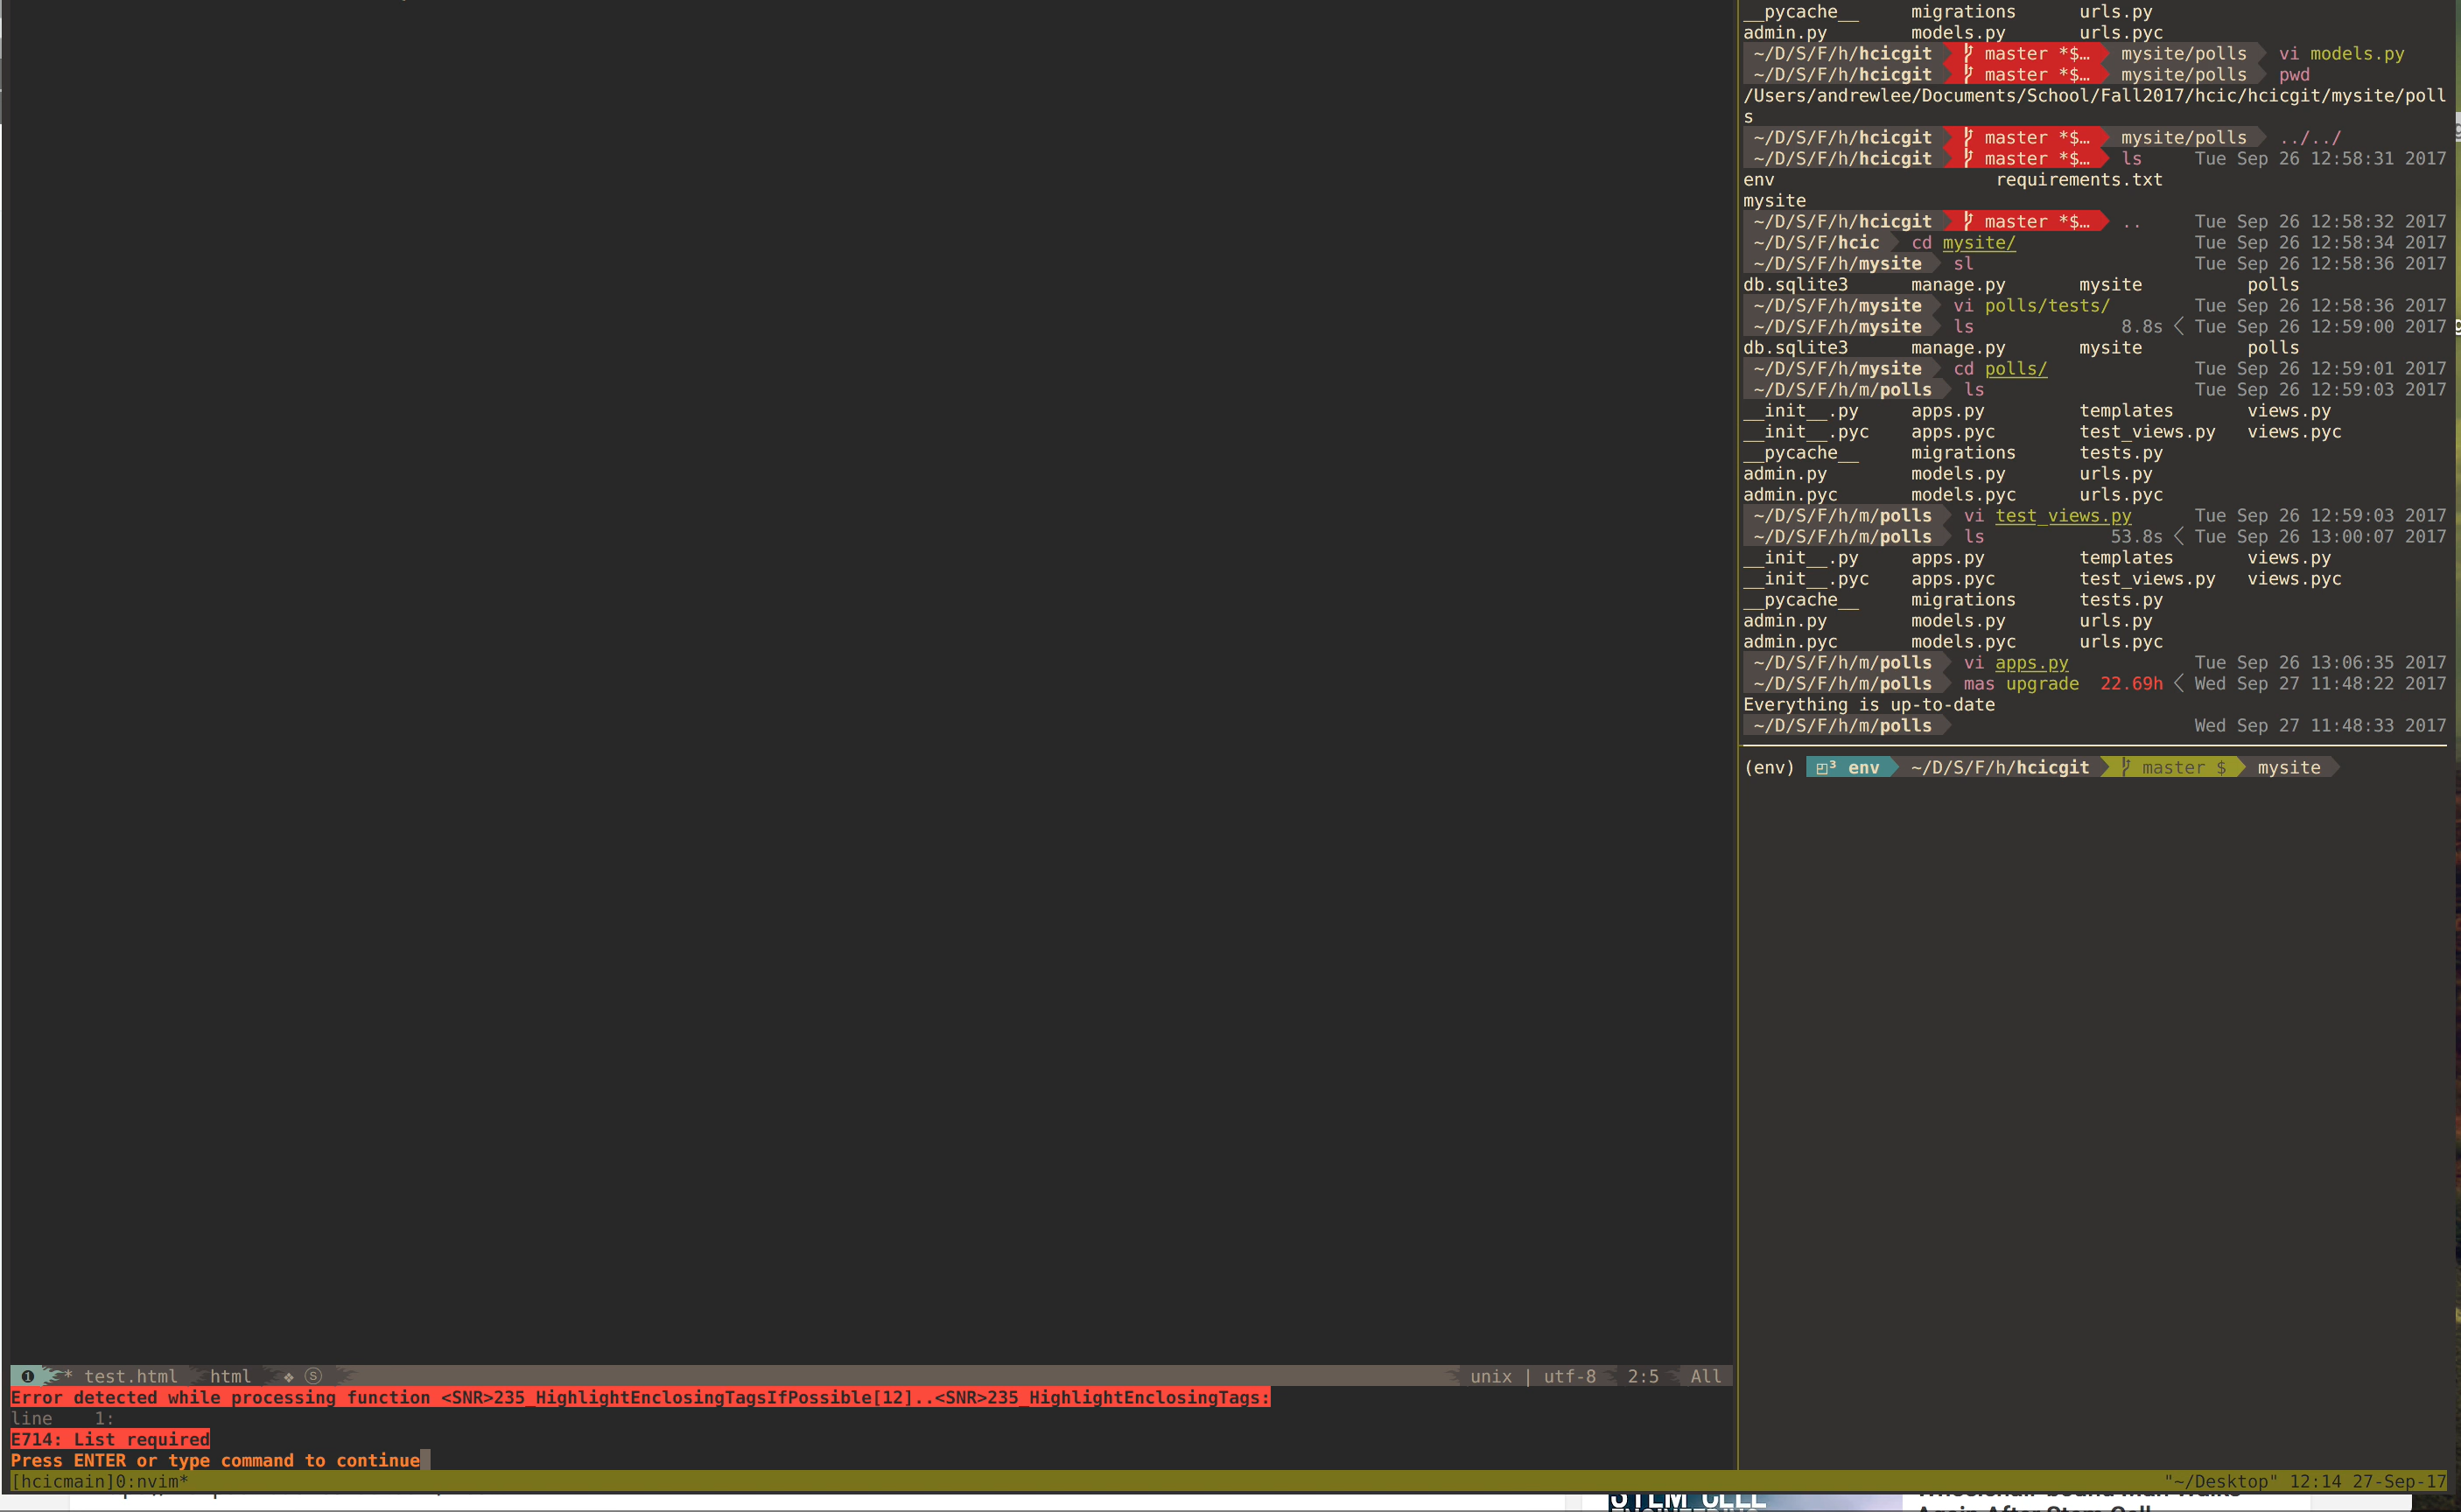 __pycache__ migrations urls.py
admin.py models.py urls.pyc
~/D/S/F/h/hcicgit master *$… mysite/polls vi models.py
~/D/S/F/h/hcicgit master *$… mysite/polls pwd
/Users/andrewlee/Documents/School/Fall2017/hcic/hcicgit/mysite/poll
s
~/D/S/F/h/hcicgit master *$… mysite/polls ../../
~/D/S/F/h/hcicgit master *$… ls Tue Sep 26 12:58:31 2017
env requirements.txt
mysite
~/D/S/F/h/hcicgit master *$… .. Tue Sep 26 12:58:32 2017
~/D/S/F/hcic cd mysite/ Tue Sep 26 12:58:34 2017
~/D/S/F/h/mysite sl Tue Sep 26 12:58:36 2017
db.sqlite3 manage.py mysite polls
~/D/S/F/h/mysite vi polls/tests/ Tue Sep 26 12:58:36 2017
~/D/S/F/h/mysite ls 8.8s Tue Sep 26 12:59:00 2017
db.sqlite3 manage.py mysite polls
~/D/S/F/h/mysite cd polls/ Tue Sep 26 12:59:01 2017
~/D/S/F/h/m/polls ls Tue Sep 26 12:59:03 2017
__init__.py apps.py templates views.py
__init__.pyc apps.pyc test_views.py views.pyc
__pycache__ migrations tests.py
admin.py models.py urls.py
admin.pyc models.pyc urls.pyc
~/D/S/F/h/m/polls vi test_views.py Tue Sep 26 12:59:03 2017
~/D/S/F/h/m/polls ls 53.8s Tue Sep 26 13:00:07 2017
__init__.py apps.py templates views.py
__init__.pyc apps.pyc test_views.py views.pyc
__pycache__ migrations tests.py
admin.py models.py urls.py
admin.pyc models.pyc urls.pyc
~/D/S/F/h/m/polls vi apps.py Tue Sep 26 13:06:35 2017
~/D/S/F/h/m/polls mas upgrade 22.69h Wed Sep 27 11:48:22 2017
Everything is up-to-date
~/D/S/F/h/m/polls Wed Sep 27 11:48:33 2017
(env) ◰³ env ~/D/S/F/h/hcicgit master $ mysite
❶ * test.html html ❖ ⓢ unix | utf-8 2:5 All
Error detected while processing function <SNR>235_HighlightEnclosingTagsIfPossible[12]..<SNR>235_HighlightEnclosingTags:
line 1:
E714: List required
Press ENTER or type command to continue
[hcicmain]0:nvim* "~/Desktop" 12:14 27-Sep-17
STEM CELL
Again After Stem Cell